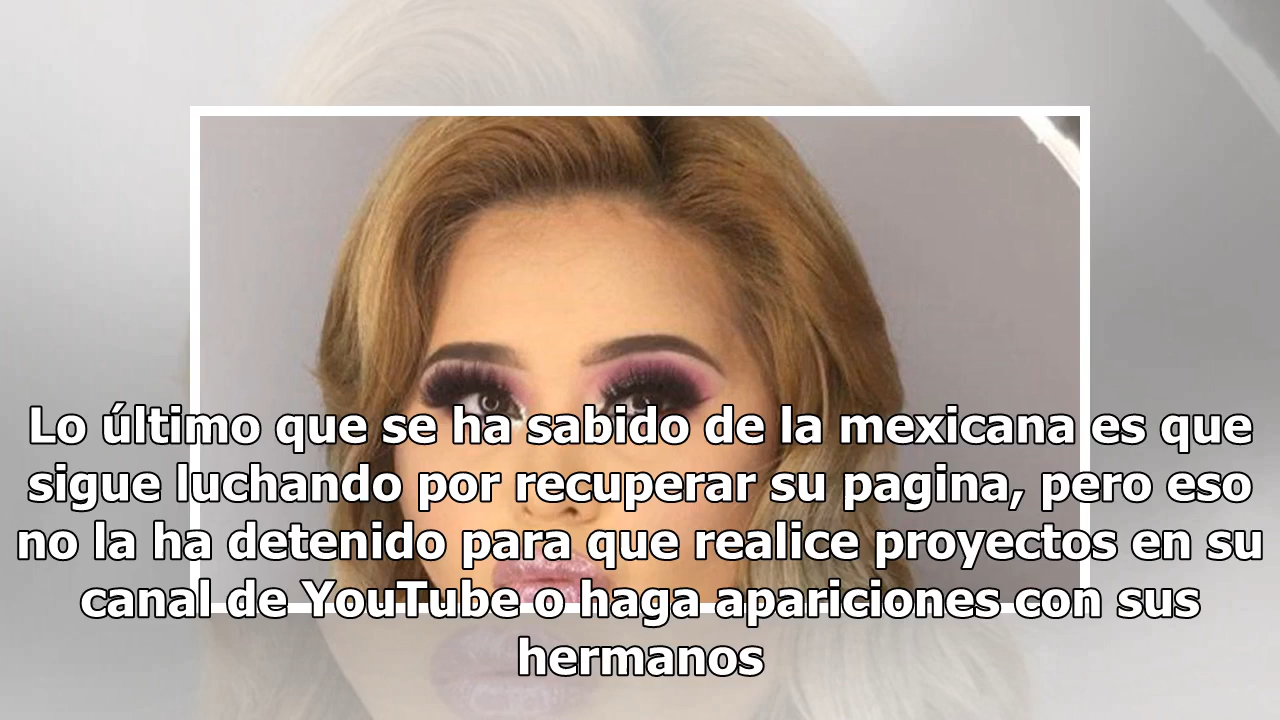 Lo último que se ha sabido de la mexicana es que
sigue luchando por recuperar su pagina, pero eso
no la ha detenido para que realice proyectos en su
canal de YouTube o haga apariciones con sus
hermanos